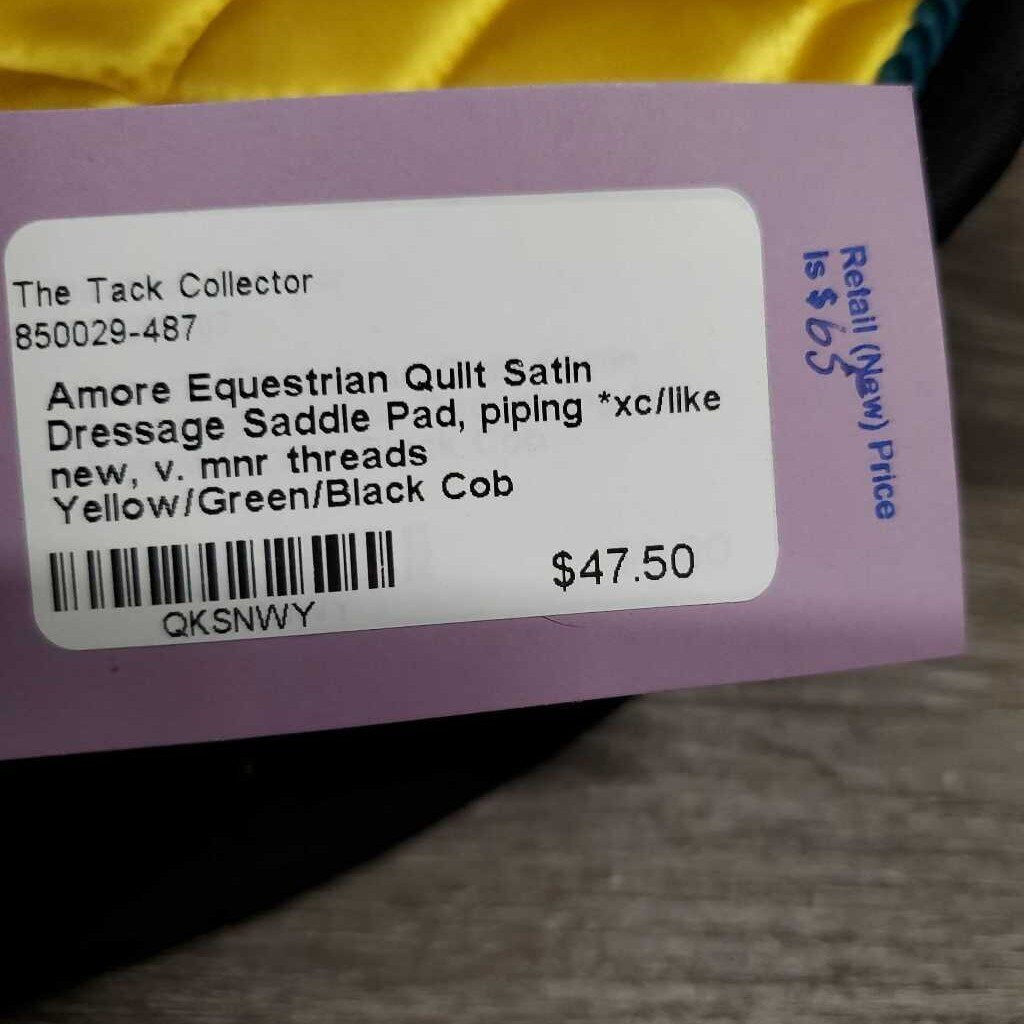 The Tack Collector
850029-487
Amore Equestrian Quilt Satin
Dressage Saddle Pad, piping *xc/like
new, v. mnr threads
Yellow/Green/Black Cob
$47.50
QKSNWY
Retail (New) Price
Is $ 65